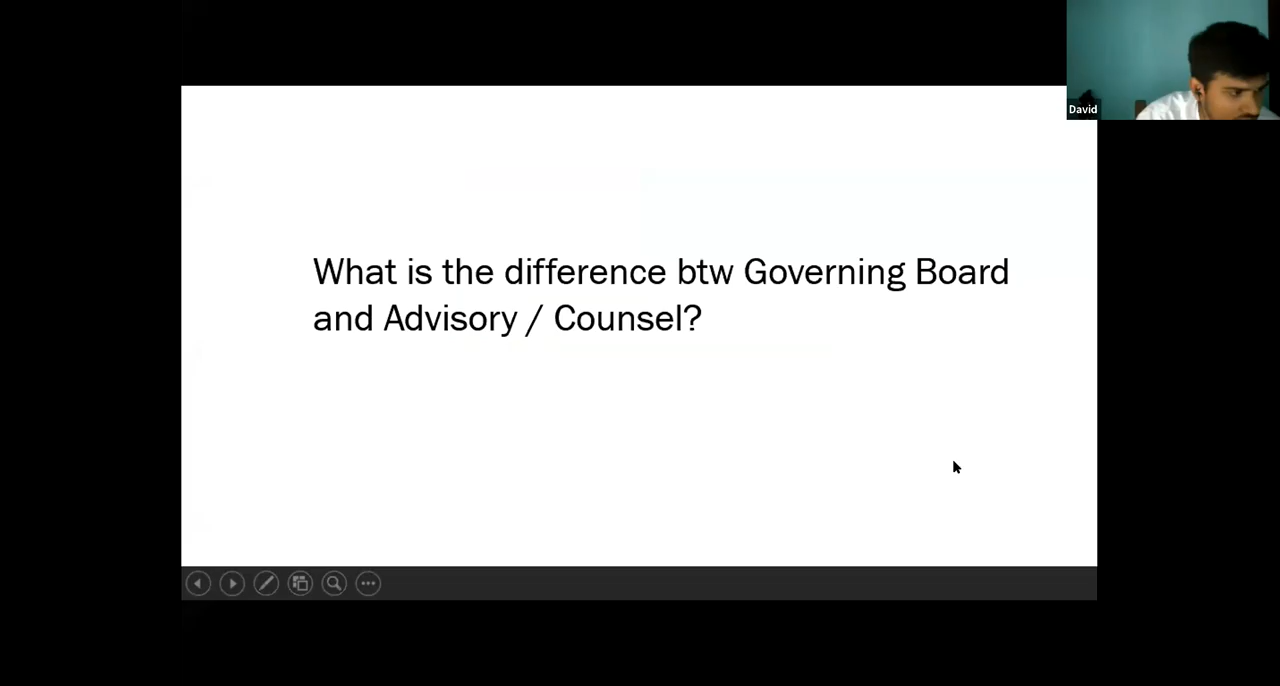 David
What is the difference btw Governing Board
and Advisory / Counsel?